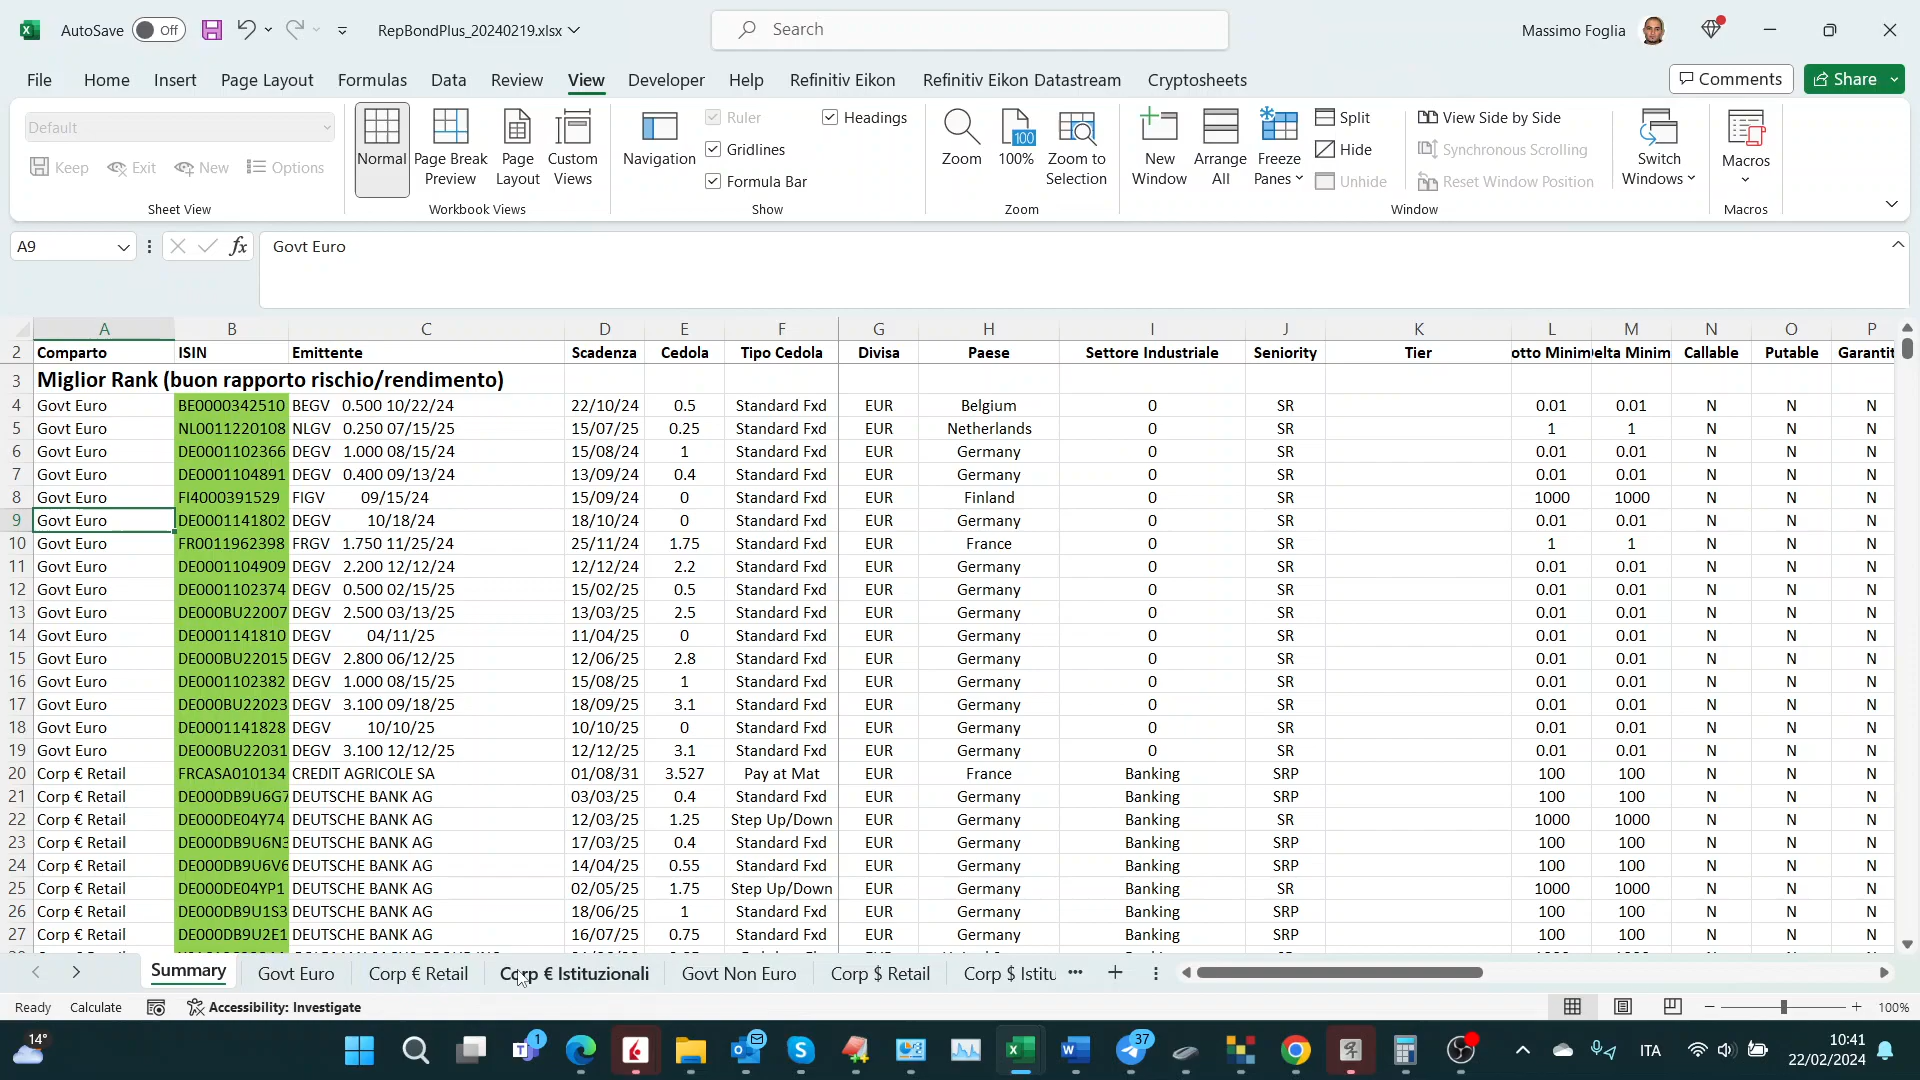 AutoSave Off RepBondPlus_20240219.xlsx Search Massimo Foglia
File Home Insert Page Layout Formulas Data Review View Developer Help Refinitiv Eikon Refinitiv Eikon Datastream Cryptosheets Comments Share
Default
Keep Exit New Options
Sheet View
Normal Page Break Preview Page Layout Custom Views
Workbook Views
Navigation Ruler Gridlines Formula Bar Headings
Show
Zoom 100% Zoom to Selection
Zoom
New Window Arrange All Freeze Panes Split Hide Unhide View Side by Side Synchronous Scrolling Reset Window Position Switch Windows
Window
Macros
Macros
A9 fx Govt Euro
A B C D E F G H I J K L M N O P
2 Comparto ISIN Emittente Scadenza Cedola Tipo Cedola Divisa Paese Settore Industriale Seniority Tier otto Minim elta Minim Callable Putable Garantit
3 Miglior Rank (buon rapporto rischio/rendimento)
4 Govt Euro BE0000342510 BEGV 0.500 10/22/24 22/10/24 0.5 Standard Fxd EUR Belgium 0 SR 0.01 0.01 N N N
5 Govt Euro NL0011220108 NLGV 0.250 07/15/25 15/07/25 0.25 Standard Fxd EUR Netherlands 0 SR 1 1 N N N
6 Govt Euro DE0001102366 DEGV 1.000 08/15/24 15/08/24 1 Standard Fxd EUR Germany 0 SR 0.01 0.01 N N N
7 Govt Euro DE0001104891 DEGV 0.400 09/13/24 13/09/24 0.4 Standard Fxd EUR Germany 0 SR 0.01 0.01 N N N
8 Govt Euro FI4000391529 FIGV 09/15/24 15/09/24 0 Standard Fxd EUR Finland 0 SR 1000 1000 N N N
9 Govt Euro DE0001141802 DEGV 10/18/24 18/10/24 0 Standard Fxd EUR Germany 0 SR 0.01 0.01 N N N
10 Govt Euro FR0011962398 FRGV 1.750 11/25/24 25/11/24 1.75 Standard Fxd EUR France 0 SR 1 1 N N N
11 Govt Euro DE0001104909 DEGV 2.200 12/12/24 12/12/24 2.2 Standard Fxd EUR Germany 0 SR 0.01 0.01 N N N
12 Govt Euro DE0001102374 DEGV 0.500 02/15/25 15/02/25 0.5 Standard Fxd EUR Germany 0 SR 0.01 0.01 N N N
13 Govt Euro DE000BU22007 DEGV 2.500 03/13/25 13/03/25 2.5 Standard Fxd EUR Germany 0 SR 0.01 0.01 N N N
14 Govt Euro DE0001141810 DEGV 04/11/25 11/04/25 0 Standard Fxd EUR Germany 0 SR 0.01 0.01 N N N
15 Govt Euro DE000BU22015 DEGV 2.800 06/12/25 12/06/25 2.8 Standard Fxd EUR Germany 0 SR 0.01 0.01 N N N
16 Govt Euro DE0001102382 DEGV 1.000 08/15/25 15/08/25 1 Standard Fxd EUR Germany 0 SR 0.01 0.01 N N N
17 Govt Euro DE000BU22023 DEGV 3.100 09/18/25 18/09/25 3.1 Standard Fxd EUR Germany 0 SR 0.01 0.01 N N N
18 Govt Euro DE0001141828 DEGV 10/10/25 10/10/25 0 Standard Fxd EUR Germany 0 SR 0.01 0.01 N N N
19 Govt Euro DE000BU22031 DEGV 3.100 12/12/25 12/12/25 3.1 Standard Fxd EUR Germany 0 SR 0.01 0.01 N N N
20 Corp € Retail FRCASA010134 CREDIT AGRICOLE SA 01/08/31 3.527 Pay at Mat EUR France Banking SRP 100 100 N N N
21 Corp € Retail DE000DB9U6G7 DEUTSCHE BANK AG 03/03/25 0.4 Standard Fxd EUR Germany Banking SRP 100 100 N N N
22 Corp € Retail DE000DE04Y74 DEUTSCHE BANK AG 12/03/25 1.25 Step Up/Down EUR Germany Banking SR 1000 1000 N N N
23 Corp € Retail DE000DB9U6N3 DEUTSCHE BANK AG 17/03/25 0.4 Standard Fxd EUR Germany Banking SRP 100 100 N N N
24 Corp € Retail DE000DB9U6V6 DEUTSCHE BANK AG 14/04/25 0.55 Standard Fxd EUR Germany Banking SRP 100 100 N N N
25 Corp € Retail DE000DE04YP1 DEUTSCHE BANK AG 02/05/25 1.75 Step Up/Down EUR Germany Banking SR 1000 1000 N N N
26 Corp € Retail DE000DB9U1S3 DEUTSCHE BANK AG 18/06/25 1 Standard Fxd EUR Germany Banking SRP 100 100 N N N
27 Corp € Retail DE000DB9U2E1 DEUTSCHE BANK AG 16/07/25 0.75 Standard Fxd EUR Germany Banking SRP 100 100 N N N
Summary Govt Euro Corp € Retail Corp € Istituzionali Govt Non Euro Corp $ Retail Corp $ Istitu
Ready Calculate Accessibility: Investigate 100%
14° 1 37 ITA 10:41
22/02/2024